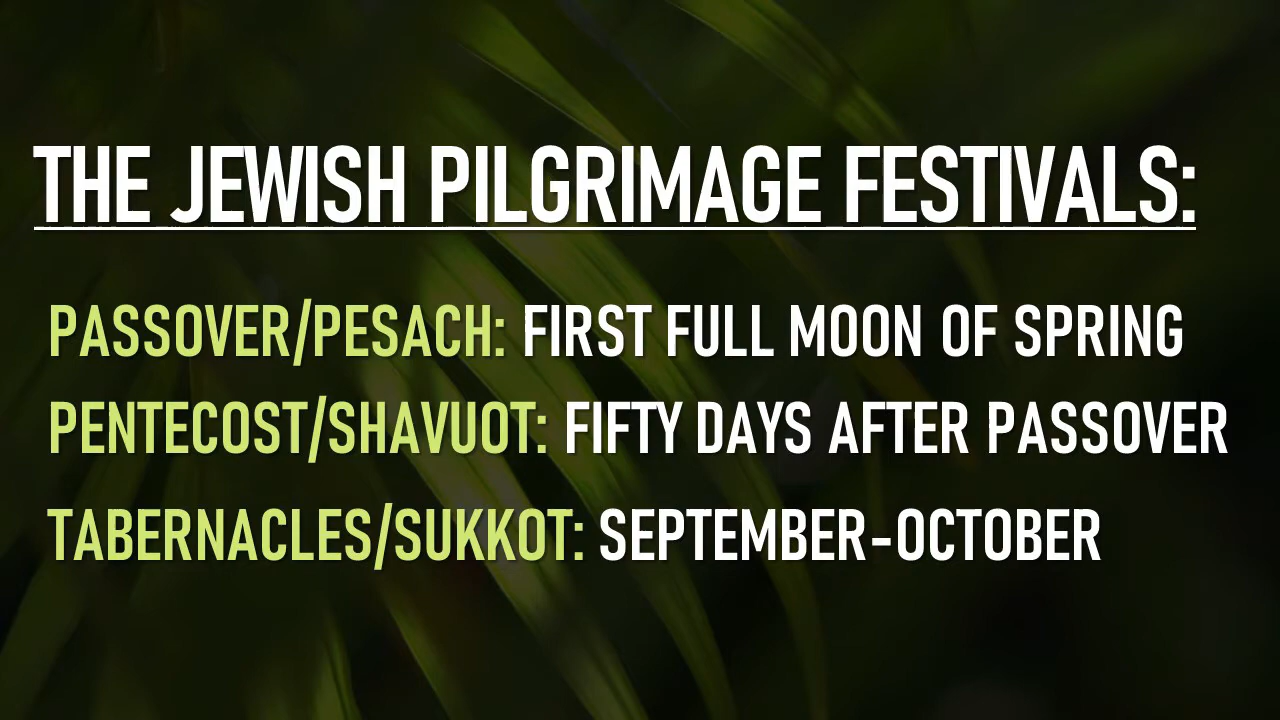 THE JEWISH PILGRIMAGE FESTIVALS:
PASSOVER/PESACH: FIRST FULL MOON OF SPRING
PENTECOST/SHAVUOT: FIFTY DAYS AFTER PASSOVER
TABERNACLES/SUKKOT: SEPTEMBER-OCTOBER